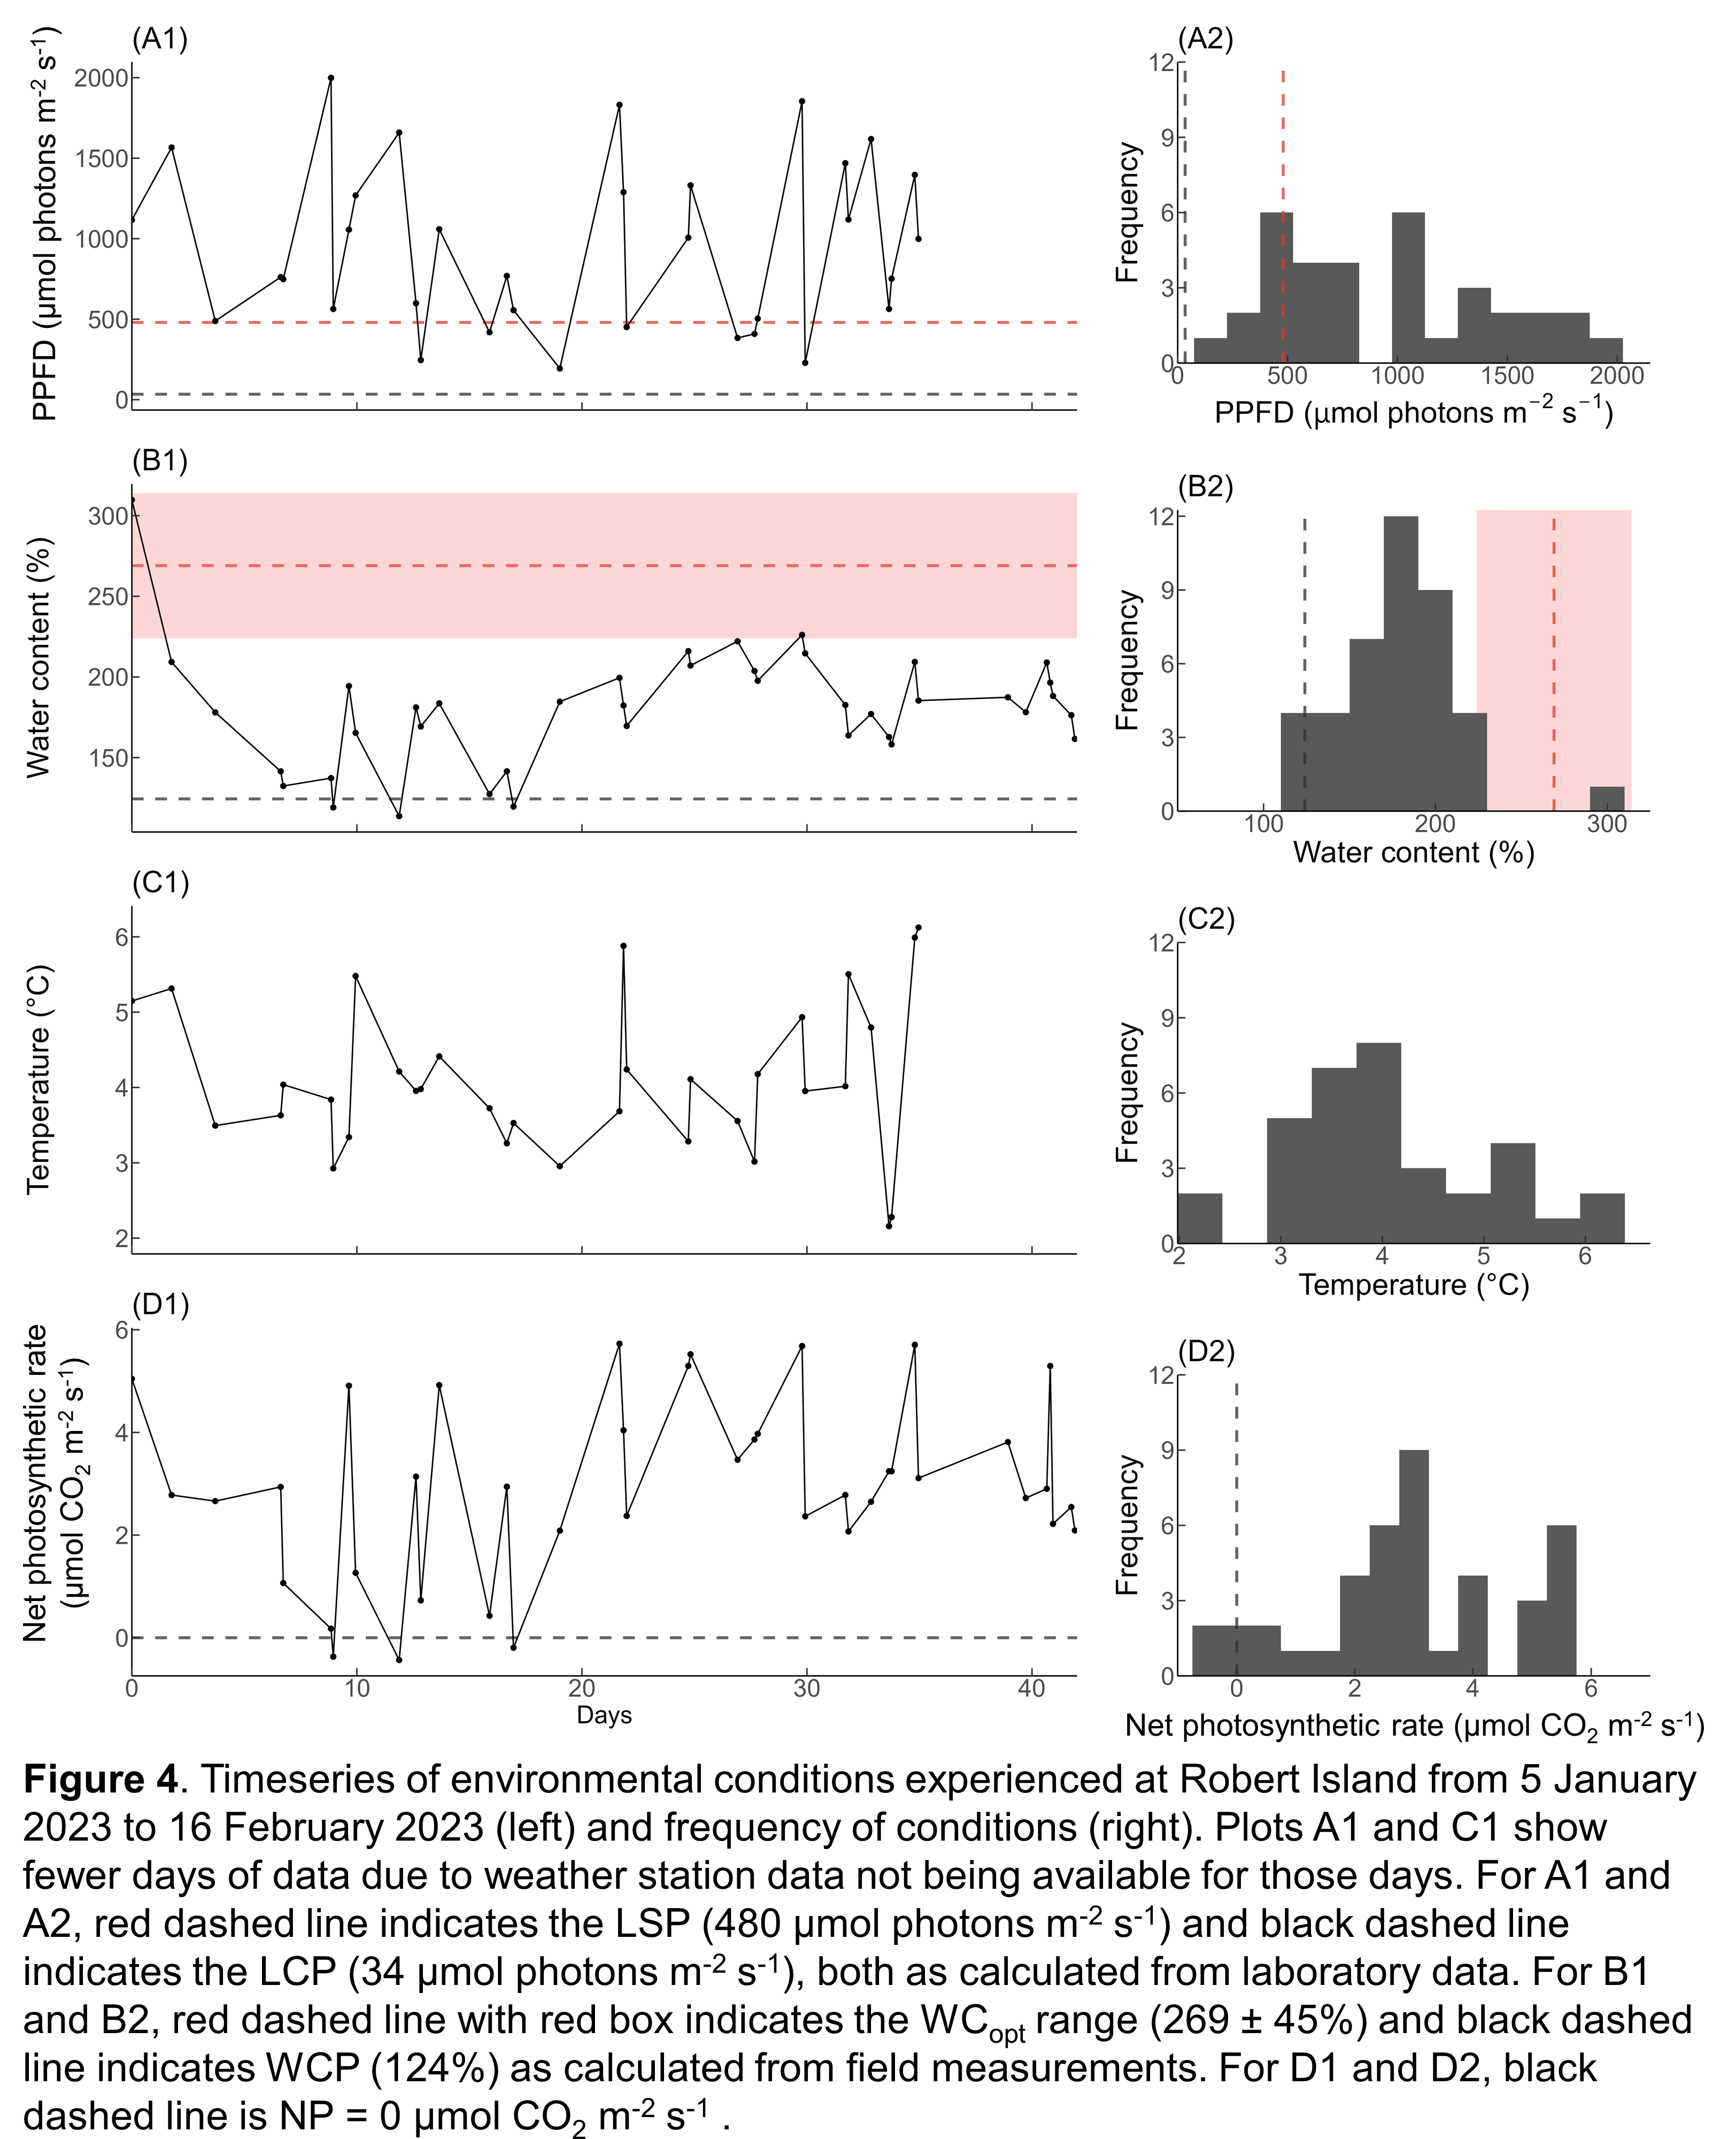 (A1)
PPFD (µmol photons m-2 s-1)
2000
1500
1000
500
0
(A2)
Frequency
12
9
6
3
0
0 500 1000 1500 2000
PPFD (µmol photons m−2 s−1)
(B1)
Water content (%)
300
250
200
150
(B2)
Frequency
12
9
6
3
0
100 200 300
Water content (%)
(C1)
Temperature (°C)
6
5
4
3
2
(C2)
Frequency
12
9
6
3
0
2 3 4 5 6
Temperature (°C)
(D1)
Net photosynthetic rate
(µmol CO2 m-2 s-1)
6
4
2
0
0 10 20 30 40
Days
(D2)
Frequency
12
9
6
3
0
0 2 4 6
Net photosynthetic rate (µmol CO2 m-2 s-1)
Figure 4. Timeseries of environmental conditions experienced at Robert Island from 5 January
2023 to 16 February 2023 (left) and frequency of conditions (right). Plots A1 and C1 show
fewer days of data due to weather station data not being available for those days. For A1 and
A2, red dashed line indicates the LSP (480 µmol photons m-2 s-1) and black dashed line
indicates the LCP (34 µmol photons m-2 s-1), both as calculated from laboratory data. For B1
and B2, red dashed line with red box indicates the WCopt range (269 ± 45%) and black dashed
line indicates WCP (124%) as calculated from field measurements. For D1 and D2, black
dashed line is NP = 0 µmol CO2 m-2 s-1 .